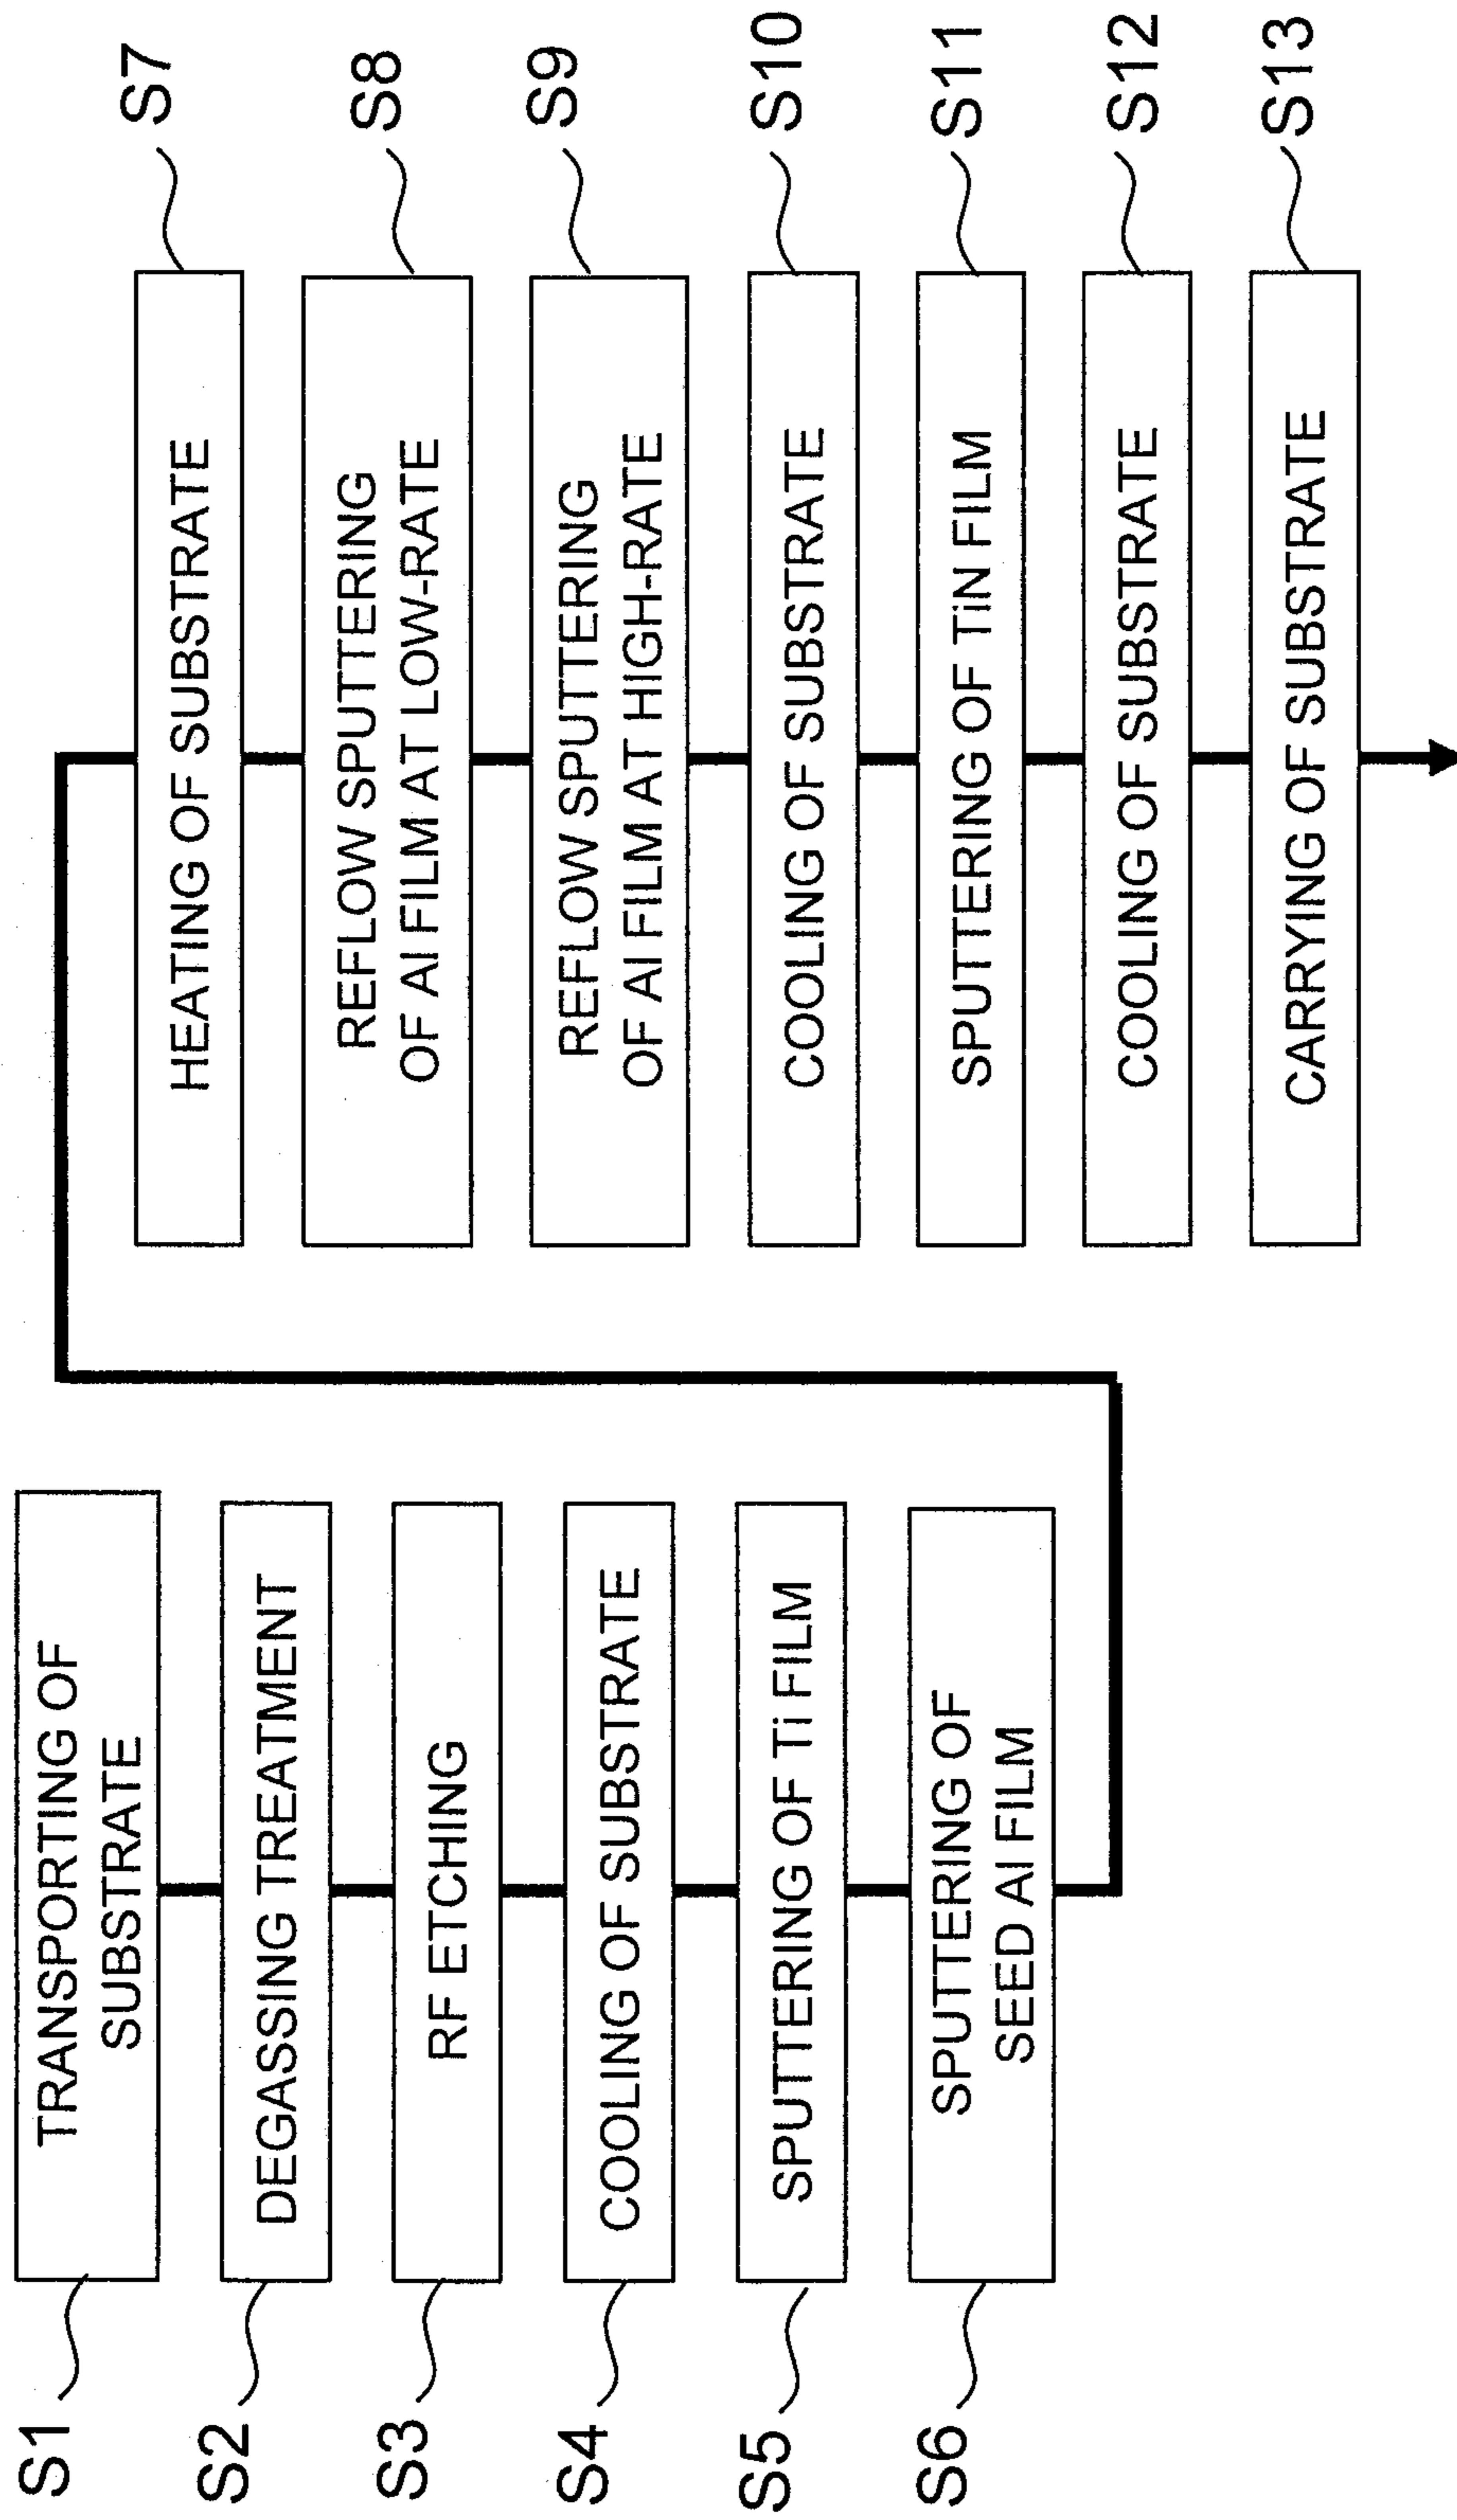 S1
TRANSPORTING OF
SUBSTRATE
S2
DEGASSING TREATMENT
S3
RF ETCHING
S4
COOLING OF SUBSTRATE
S5
SPUTTERING OF Ti FILM
S6
SPUTTERING OF
SEED Al FILM
HEATING OF SUBSTRATE
S7
REFLOW SPUTTERING
OF Al FILM AT LOW-RATE
S8
REFLOW SPUTTERING
OF Al FILM AT HIGH-RATE
S9
COOLING OF SUBSTRATE
S10
SPUTTERING OF TiN FILM
S11
COOLING OF SUBSTRATE
S12
CARRYING OF SUBSTRATE
S13